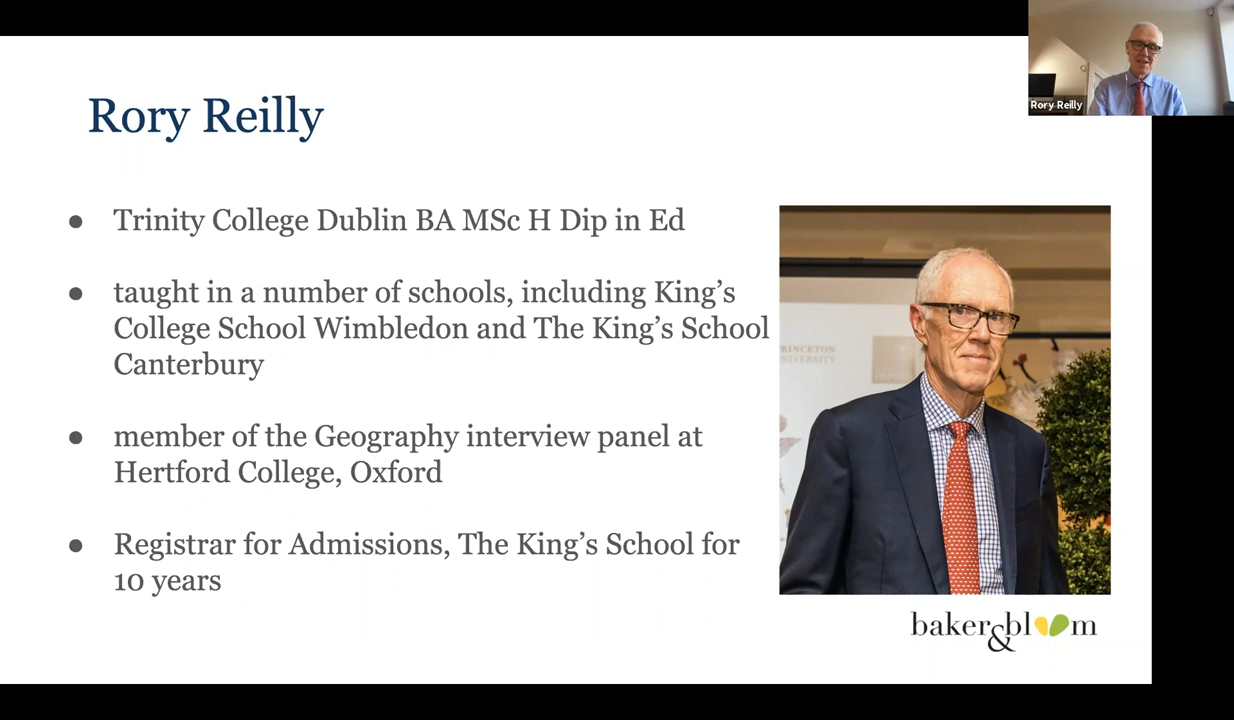 Rory Reilly
Rory Reilly
● Trinity College Dublin BA MSc H Dip in Ed
● taught in a number of schools, including King’s
College School Wimbledon and The King’s School
Canterbury
● member of the Geography interview panel at
Hertford College, Oxford
● Registrar for Admissions, The King’s School for
10 years
PRINCETON
UNIVERSITY
baker&bloom